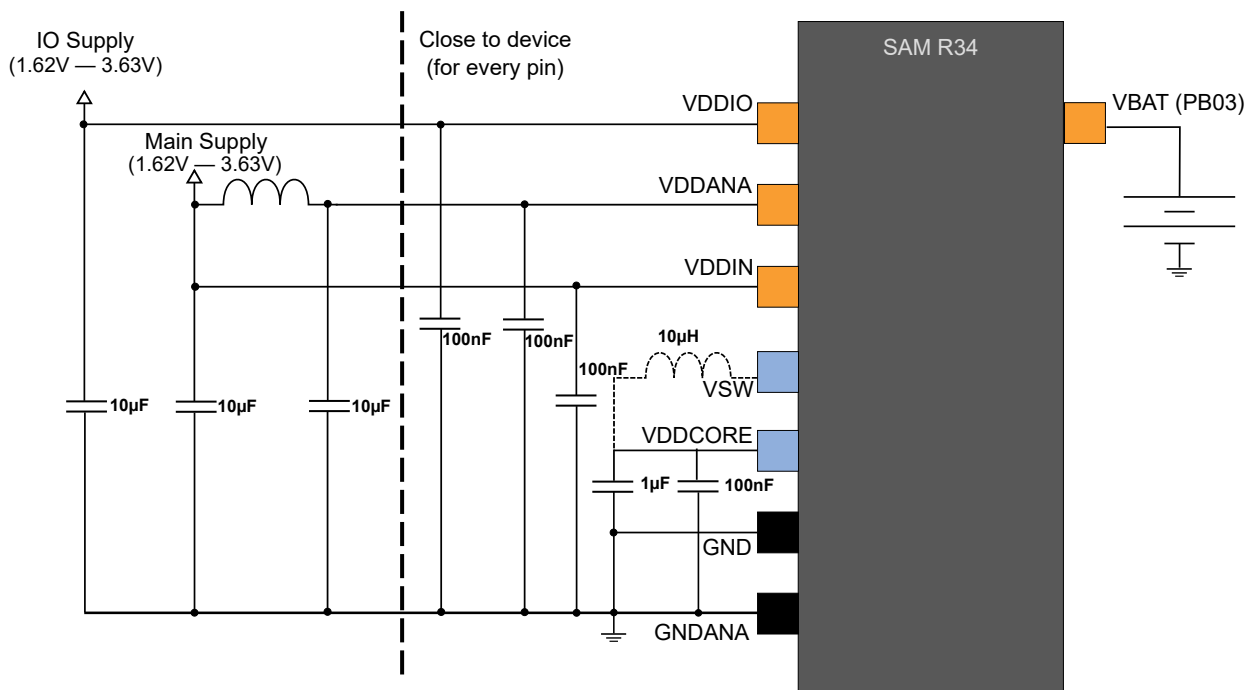 IO Supply
(1.62V — 3.63V)
Close to device
(for every pin)
SAM R34
VDDIO
VBAT (PB03)
Main Supply
(1.62V — 3.63V)
VDDANA
VDDIN
100nF
100nF
10µH
100nF
VSW
10µF
10µF
10µF
VDDCORE
1µF
100nF
GND
GNDANA